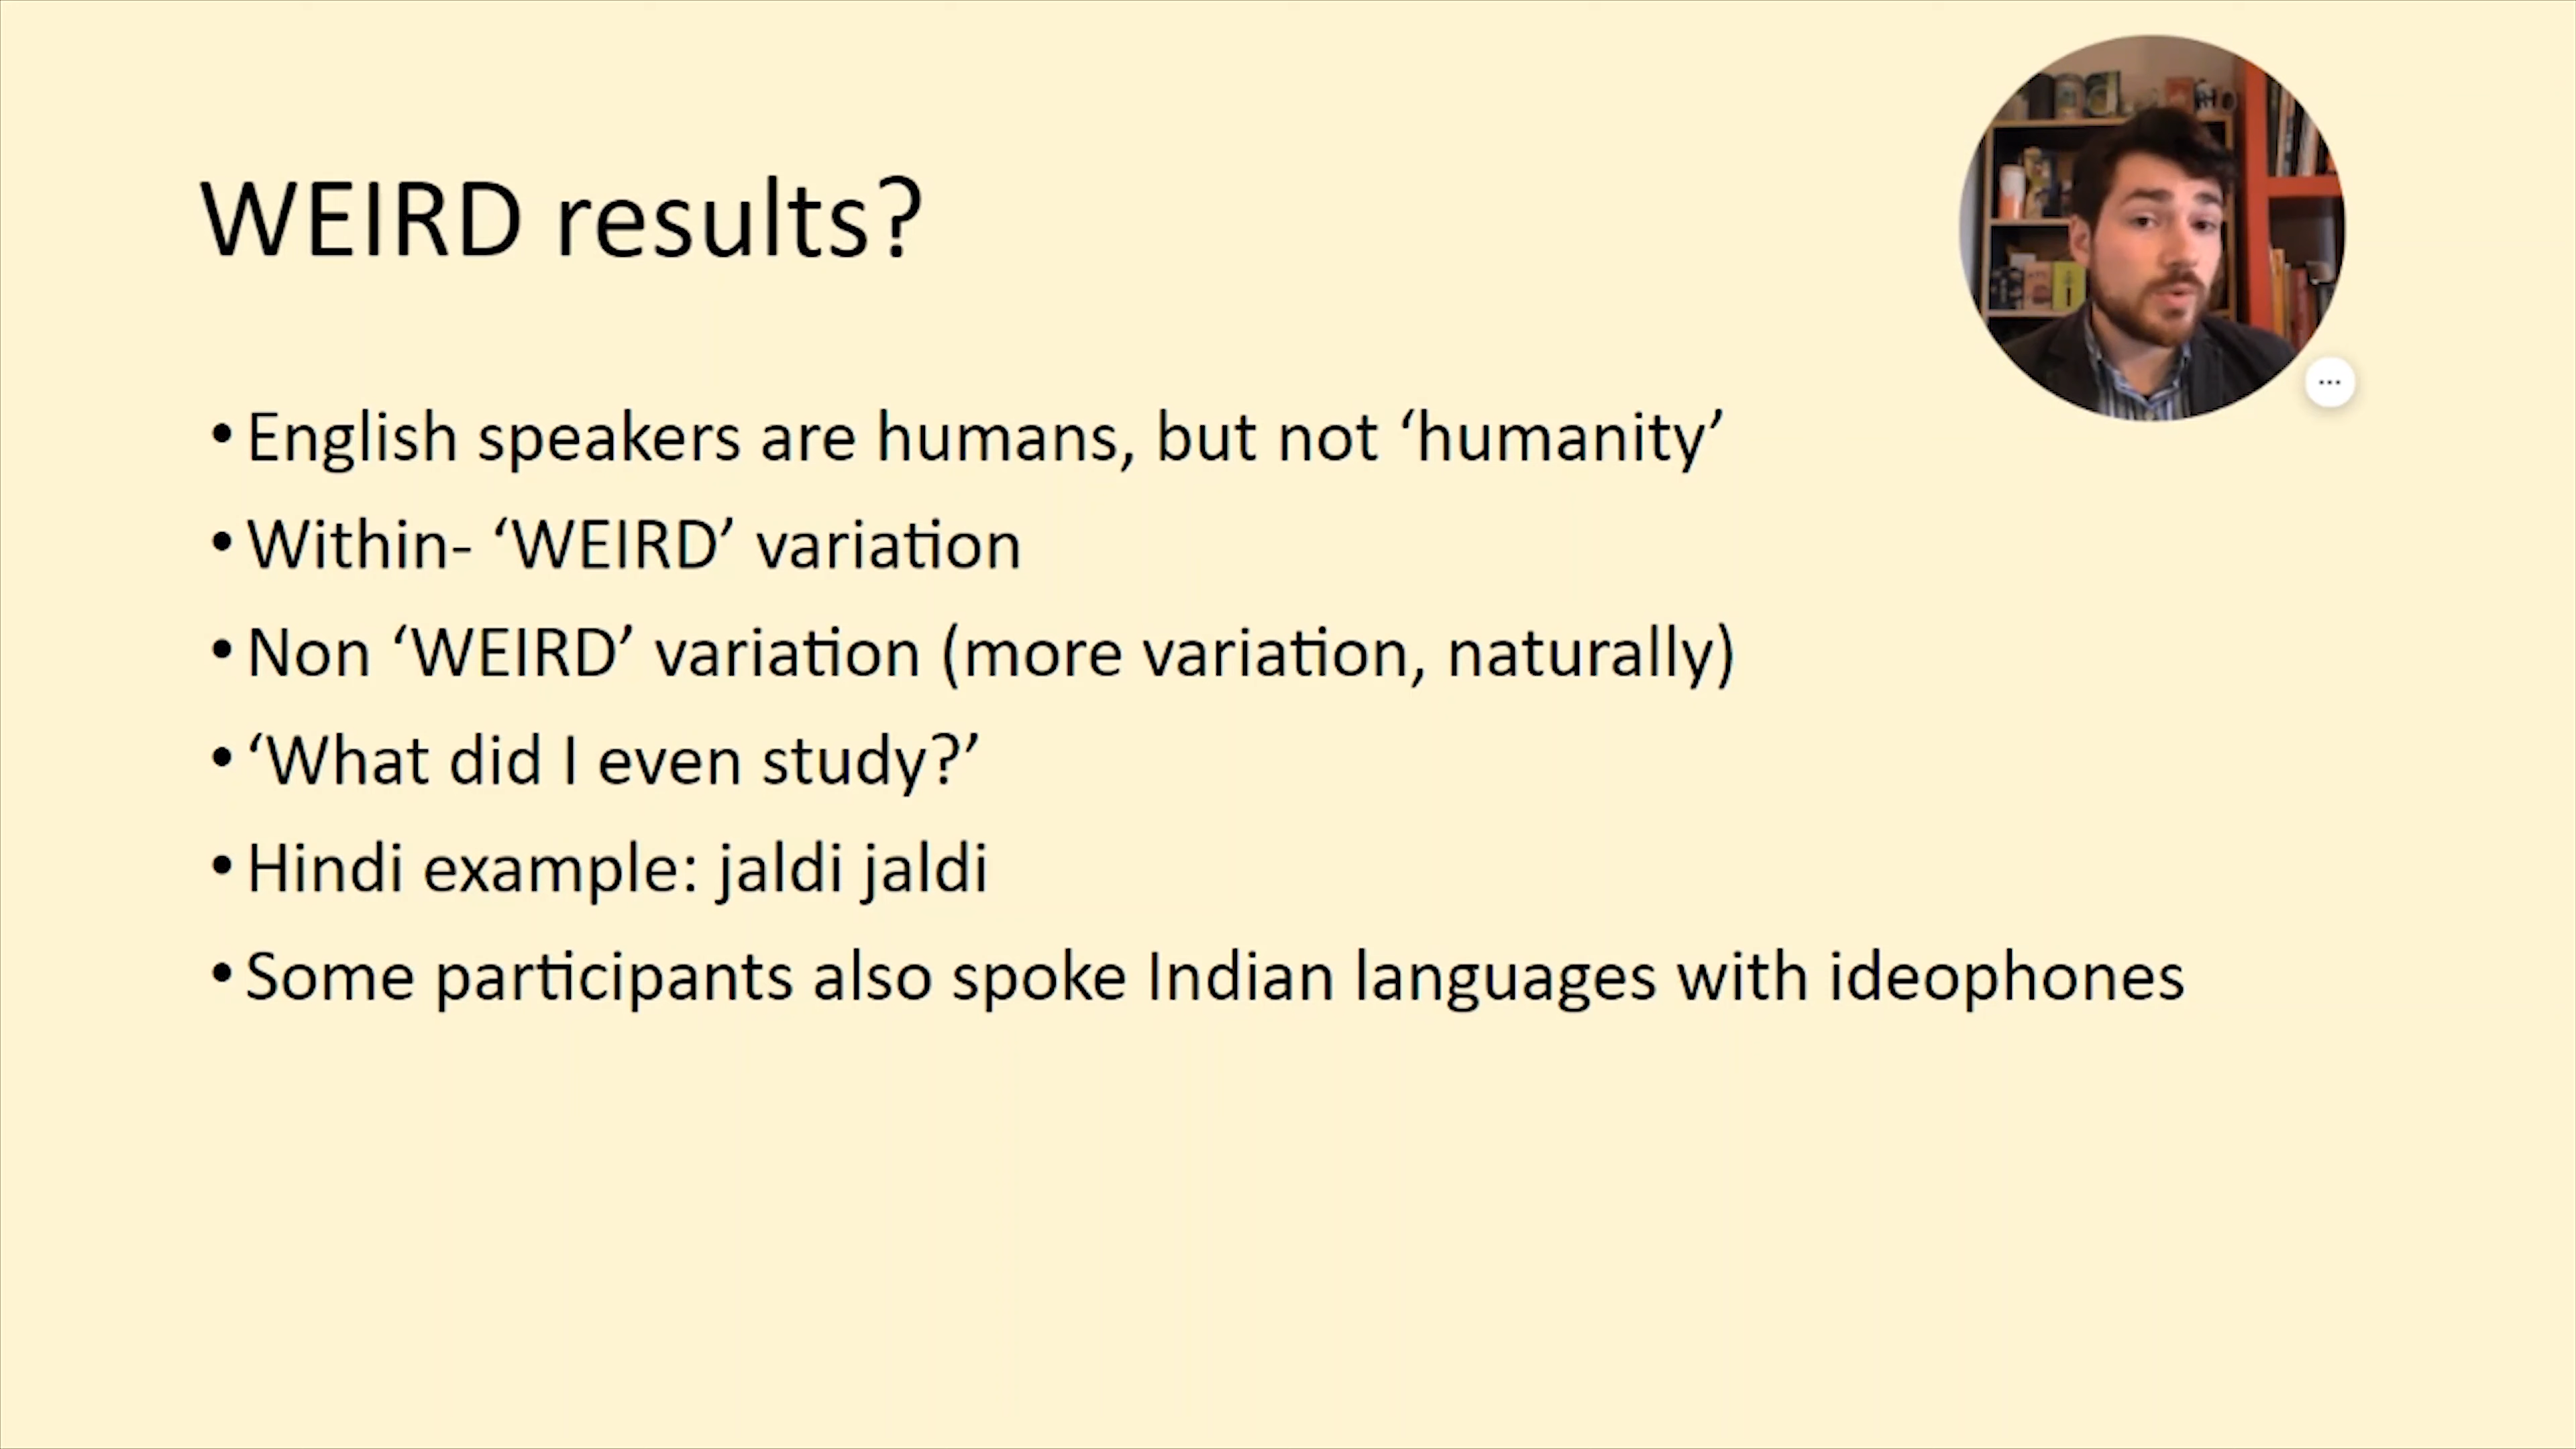 WEIRD results?
• English speakers are humans, but not ‘humanity’
• Within- ‘WEIRD’ variation
• Non ‘WEIRD’ variation (more variation, naturally)
• ‘What did I even study?’
• Hindi example: jaldi jaldi
• Some participants also spoke Indian languages with ideophones